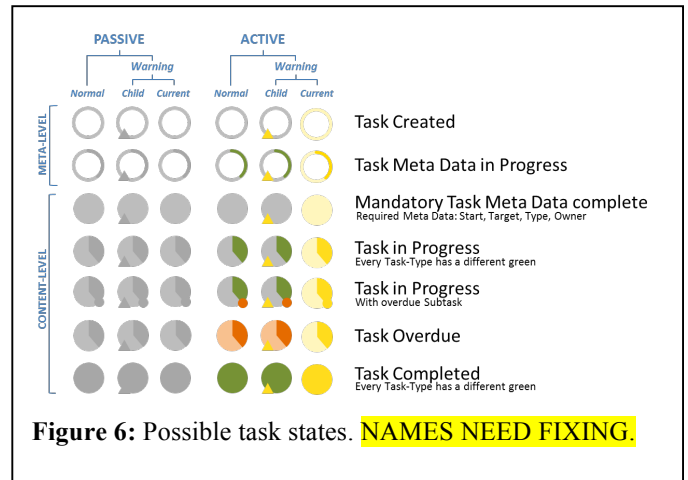 PASSIVE ACTIVE
Warning Warning
Normal Child Current Normal Child Current
META-LEVEL
Task Created
Task Meta Data in Progress
CONTENT-LEVEL
Mandatory Task Meta Data complete
Required Meta Data: Start, Target, Type, Owner
Task in Progress
Every Task-Type has a different green
Task in Progress
With overdue Subtask
Task Overdue
Task Completed
Every Task-Type has a different green
Figure 6: Possible task states. NAMES NEED FIXING.